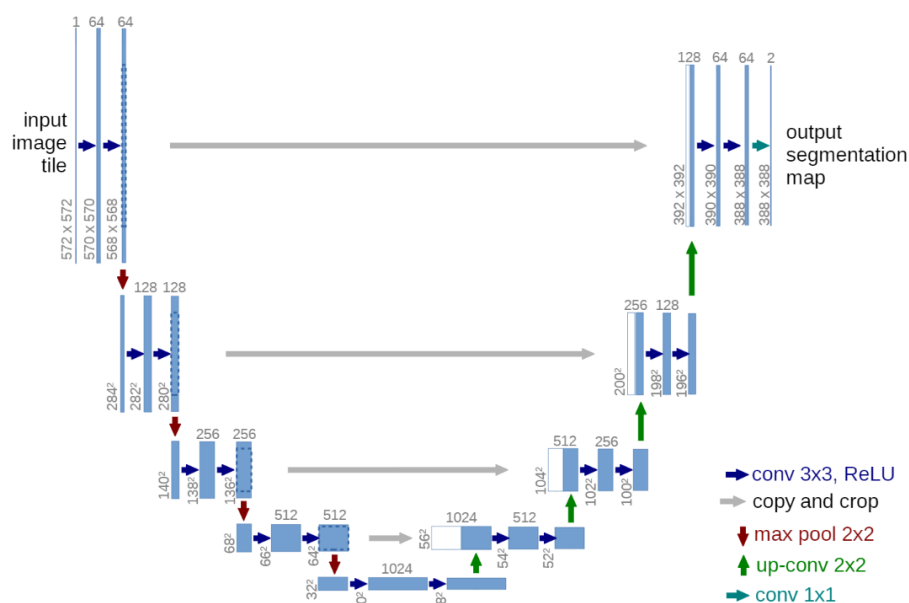 1 64 64
input
image
tile
572 x 572
570 x 570
568 x 568
128 64 64 2
output
segmentation
map
392 x 392
390 x 390
388 x 388
388 x 388
128 128
284²
282²
280²
256 128
200²
198²
196²
256 256
140²
138²
136²
512 256
104²
102²
100²
512 512
68²
66²
64²
1024 512
56²
54²
52²
1024
32²
conv 3x3, ReLU
copy and crop
max pool 2x2
up-conv 2x2
conv 1x1